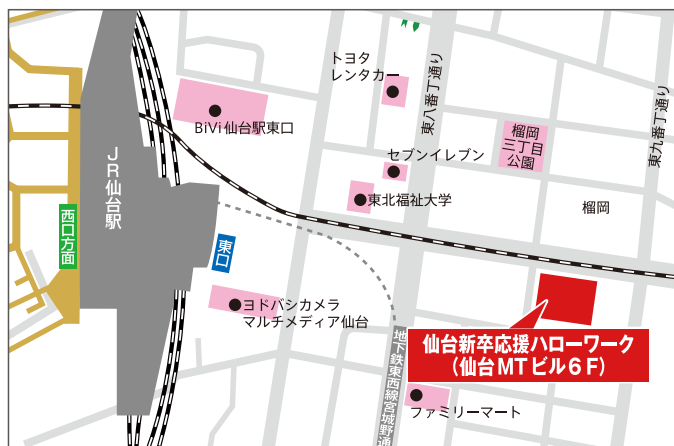 トヨタ
レンタカー
東八番丁通り
東九番丁通り
BiVi仙台駅東口
榴岡
三丁目
公園
セブンイレブン
JR仙台駅
東北福祉大学
榴岡
西口方面
東口
ヨドバシカメラ
マルチメディア仙台
仙台新卒応援ハローワーク
(仙台MTビル6F)
地下鉄東西線宮城野通
ファミリーマート